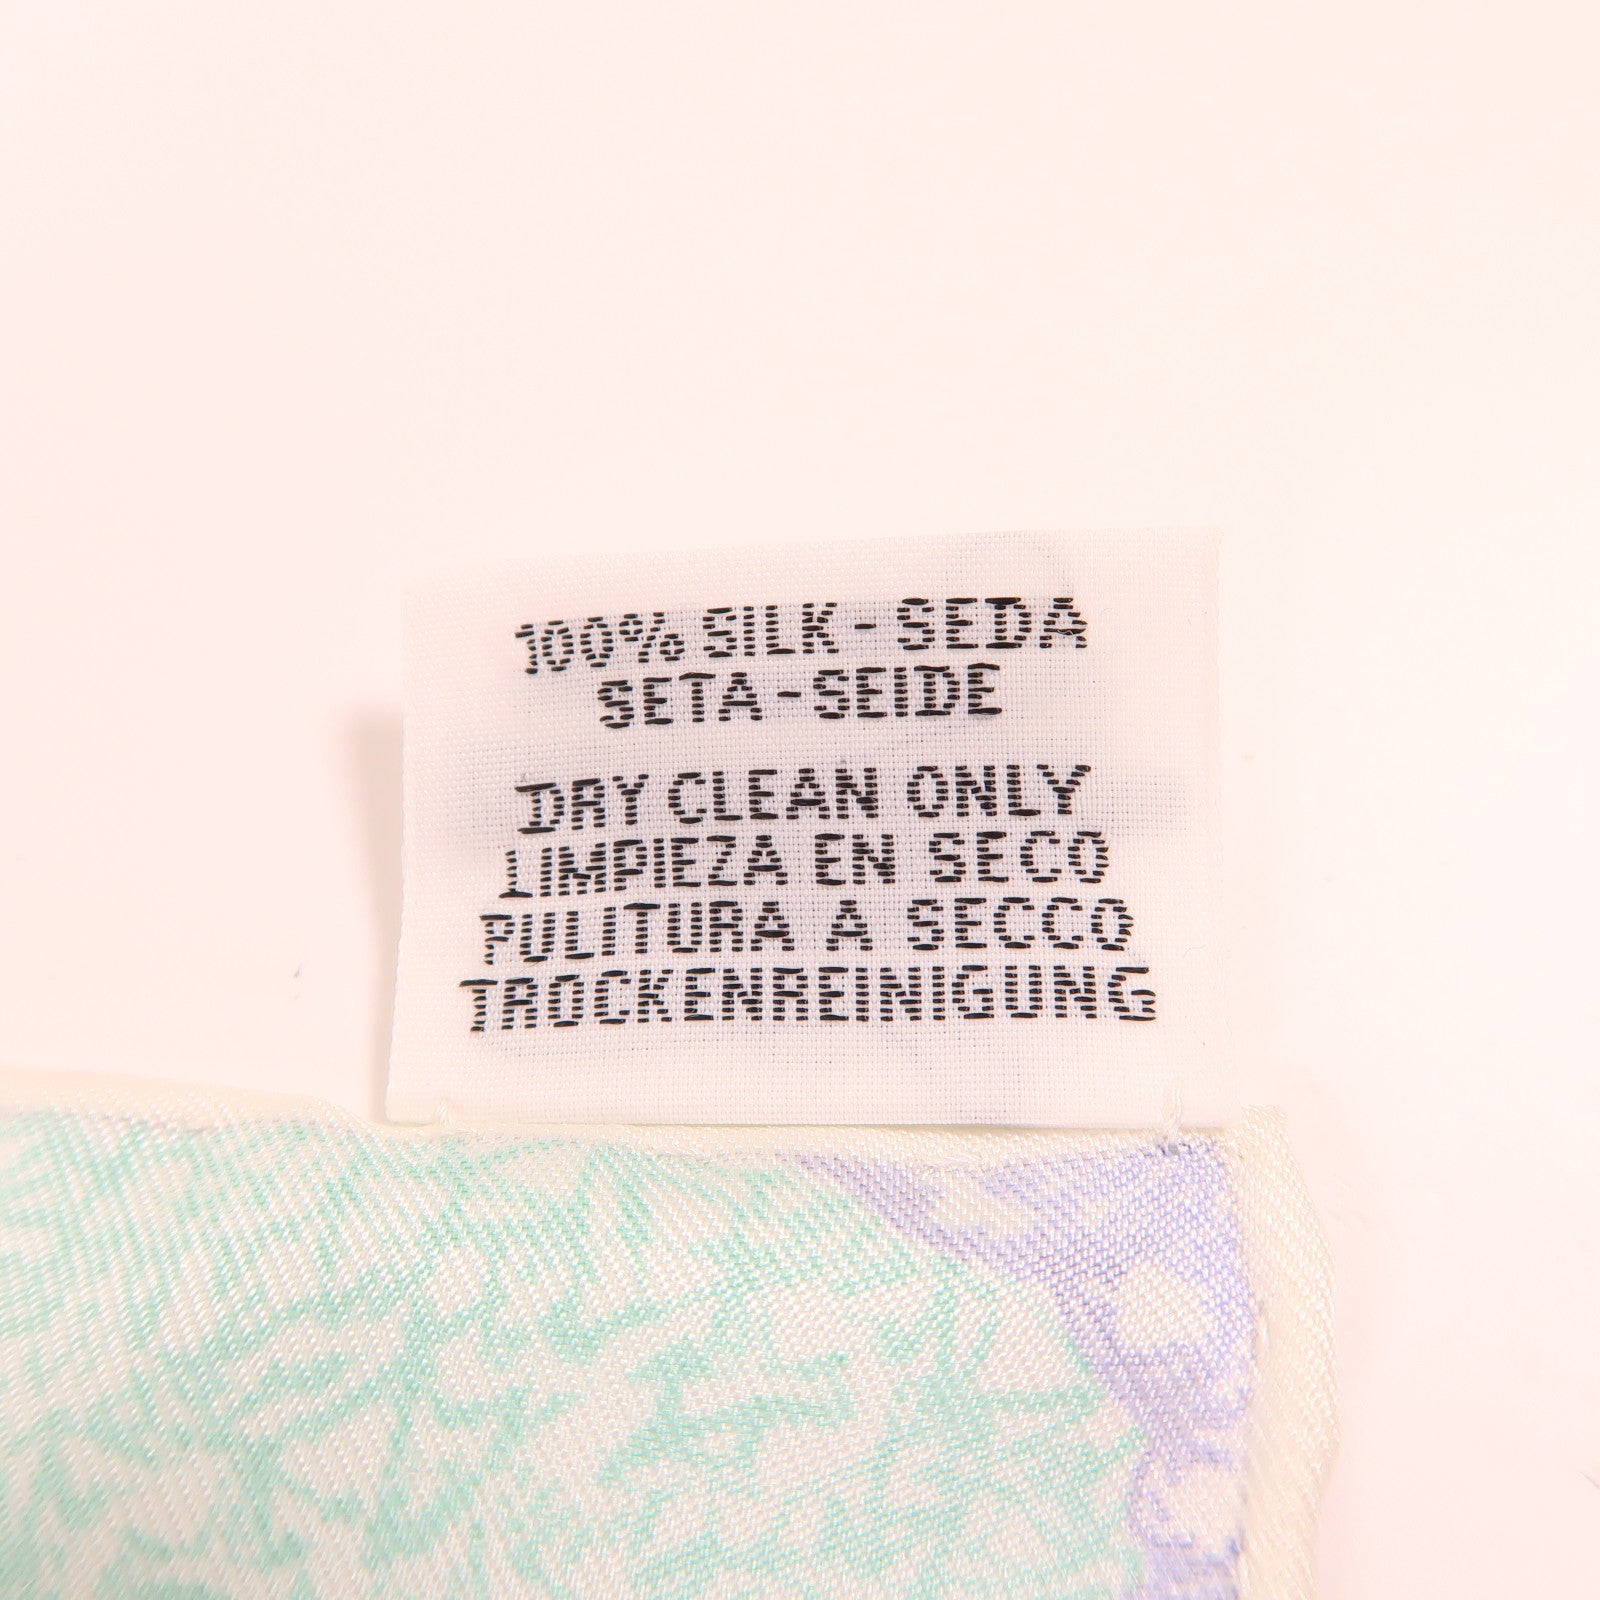 100% SILK - SEDA
SETA - SEIDE
DRY CLEAN ONLY
LIMPIEZA EN SECO
PULITURA A SECCO
TROCKENREINIGUNG